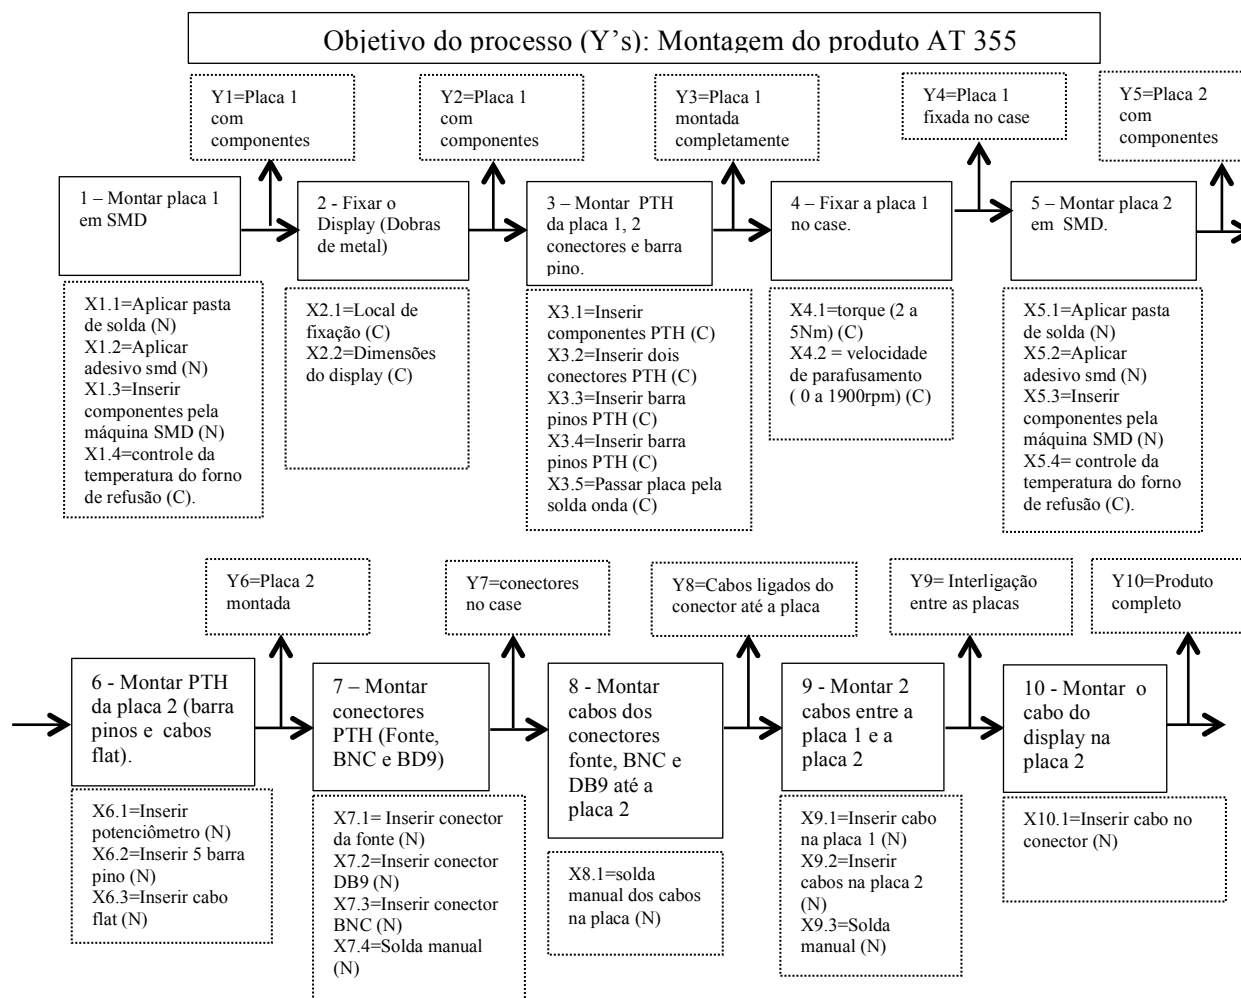 Objetivo do processo (Y’s): Montagem do produto AT 355
Y1=Placa 1
com
componentes
Y2=Placa 1
com
componentes
Y3=Placa 1
montada
completamente
Y4=Placa 1
fixada no case
Y5=Placa 2
com
componentes
1 – Montar placa 1
em SMD
2 - Fixar o
Display (Dobras
de metal)
3 – Montar PTH
da placa 1, 2
conectores e barra
pino.
4 – Fixar a placa 1
no case.
5 – Montar placa 2
em SMD.
X1.1=Aplicar pasta
de solda (N)
X1.2=Aplicar
adesivo smd (N)
X1.3=Inserir
componentes pela
máquina SMD (N)
X1.4=controle da
temperatura do forno
de refusão (C).
X2.1=Local de
fixação (C)
X2.2=Dimensões
do display (C)
X3.1=Inserir
componentes PTH (C)
X3.2=Inserir dois
conectores PTH (C)
X3.3=Inserir barra
pinos PTH (C)
X3.4=Inserir barra
pinos PTH (C)
X3.5=Passar placa pela
solda onda (C)
X4.1=torque (2 a
5Nm) (C)
X4.2 = velocidade
de parafusamento
( 0 a 1900rpm) (C)
X5.1=Aplicar pasta
de solda (N)
X5.2=Aplicar
adesivo smd (N)
X5.3=Inserir
componentes pela
máquina SMD (N)
X5.4= controle da
temperatura do forno
de refusão (C).
Y6=Placa 2
montada
Y7=conectores
no case
Y8=Cabos ligados do
conector até a placa
Y9= Interligação
entre as placas
Y10=Produto
completo
6 - Montar PTH
da placa 2 (barra
pinos e cabos
flat).
7 – Montar
conectores
PTH (Fonte,
BNC e BD9)
8 - Montar
cabos dos
conectores
fonte, BNC e
DB9 até a
placa 2
9 - Montar 2
cabos entre a
placa 1 e a
placa 2
10 - Montar o
cabo do
display na
placa 2
X6.1=Inserir
potenciômetro (N)
X6.2=Inserir 5 barra
pino (N)
X6.3=Inserir cabo
flat (N)
X7.1= Inserir conector
da fonte (N)
X7.2=Inserir conector
DB9 (N)
X7.3=Inserir conector
BNC (N)
X7.4=Solda manual
(N)
X8.1=solda
manual dos cabos
na placa (N)
X9.1=Inserir cabo
na placa 1 (N)
X9.2=Inserir
cabos na placa 2
(N)
X9.3=Solda
manual (N)
X10.1=Inserir cabo no
conector (N)